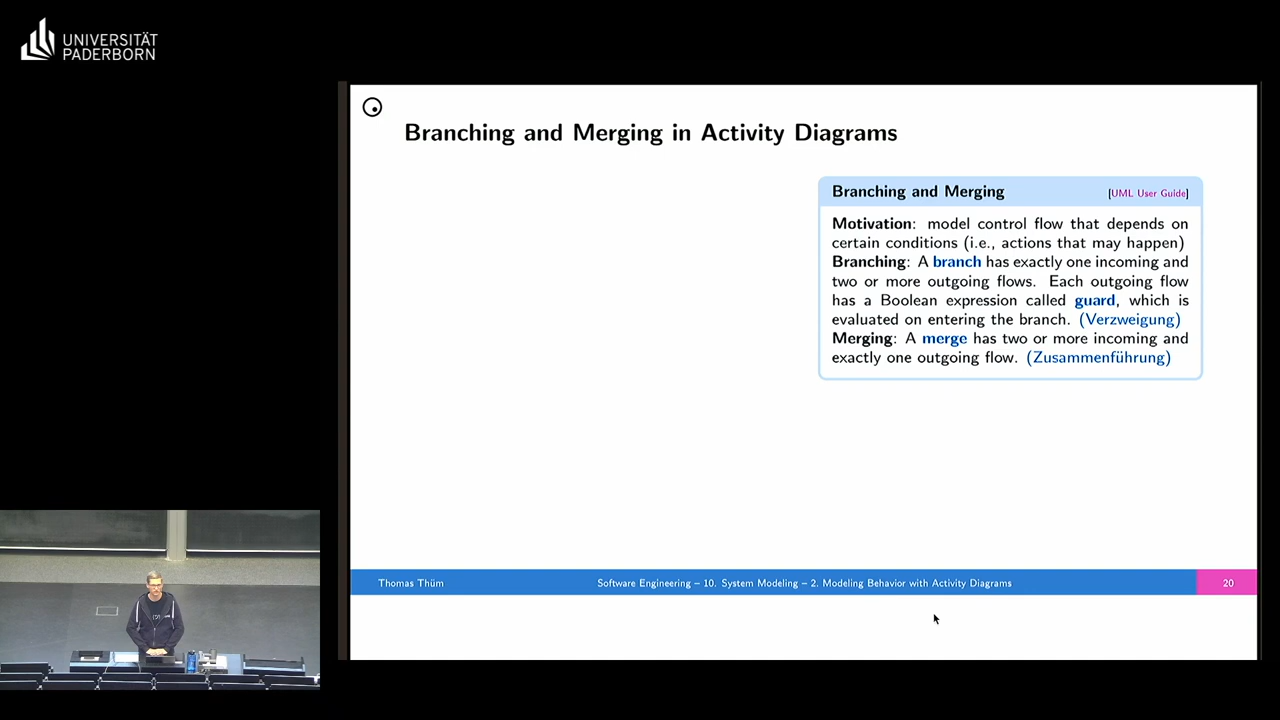 UNIVERSITÄT
PADERBORN
Branching and Merging in Activity Diagrams
Branching and Merging [UML User Guide]
Motivation: model control flow that depends on
certain conditions (i.e., actions that may happen)
Branching: A branch has exactly one incoming and
two or more outgoing flows. Each outgoing flow
has a Boolean expression called guard, which is
evaluated on entering the branch. (Verzweigung)
Merging: A merge has two or more incoming and
exactly one outgoing flow. (Zusammenführung)
Thomas Thüm Software Engineering – 10. System Modeling – 2. Modeling Behavior with Activity Diagrams 20